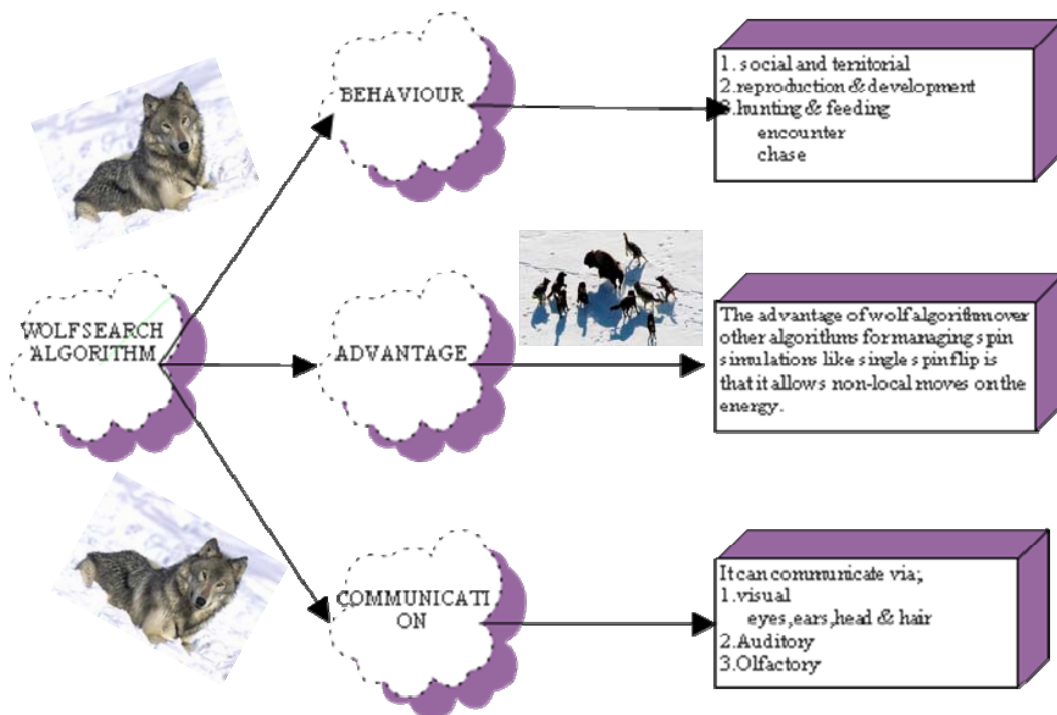 BEHAVIOUR
1. social and territorial
2.reproduction & development
3.hunting & feeding
encounter
chase
WOLFSEARCH
ALGORITHM
ADVANTAGE
The advantage of wolf algorithm over
other algorithms for managing spin
simulations like single spin flip is
that it allows non-local moves on the
energy.
COMMUNICATI
ON
It can communicate via;
1.visual
eyes,ears,head & hair
2.Auditory
3.Olfactory